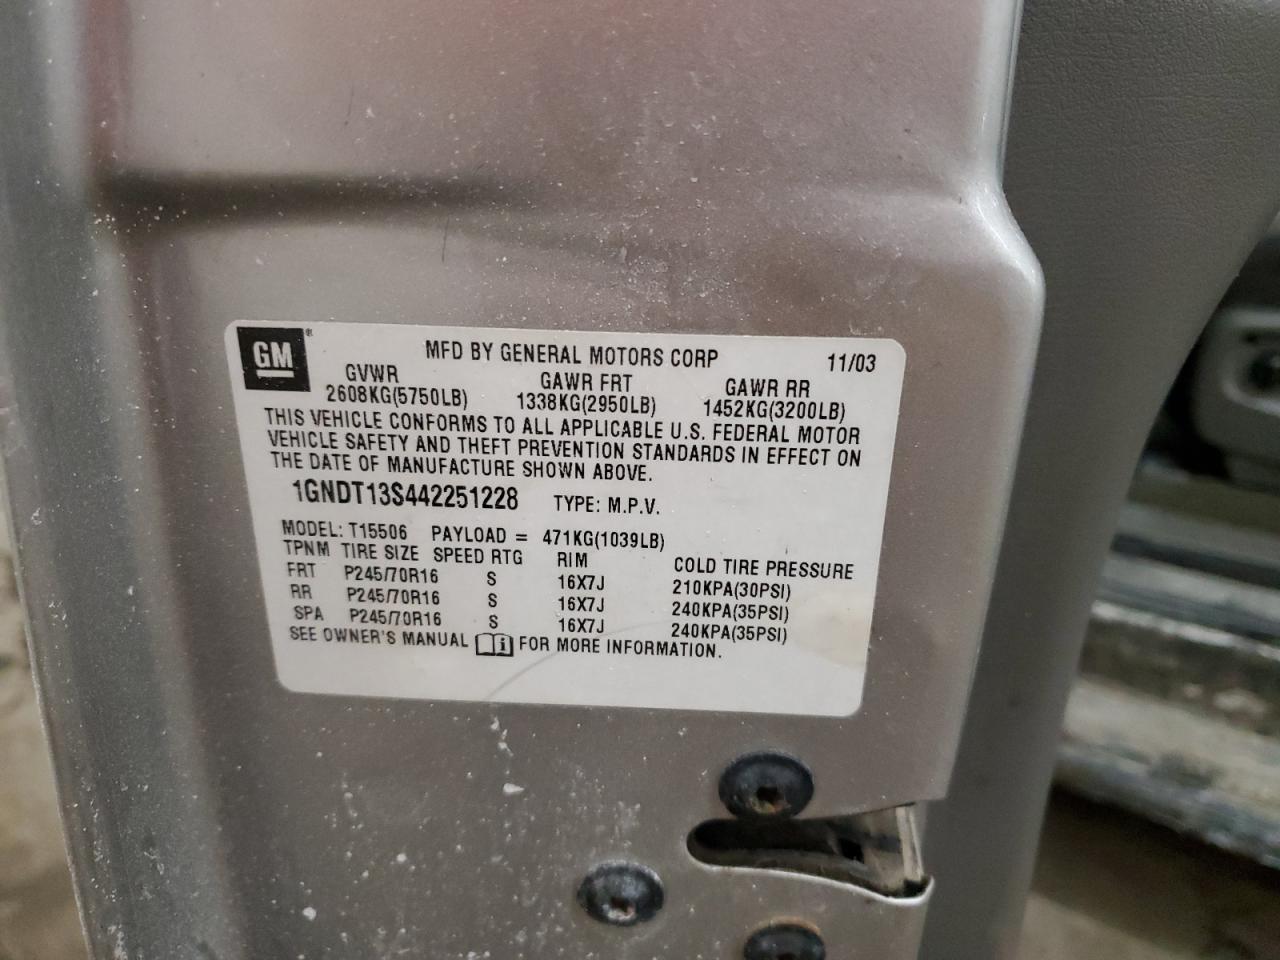 GM ® MFD BY GENERAL MOTORS CORP 11/03
GVWR GAWR FRT GAWR RR
2608KG(5750LB) 1338KG(2950LB) 1452KG(3200LB)
THIS VEHICLE CONFORMS TO ALL APPLICABLE U.S. FEDERAL MOTOR
VEHICLE SAFETY AND THEFT PREVENTION STANDARDS IN EFFECT ON
THE DATE OF MANUFACTURE SHOWN ABOVE.
1GNDT13S442251228 TYPE: M.P.V.
MODEL: T15506 PAYLOAD = 471KG(1039LB)
TPNM TIRE SIZE SPEED RTG RIM COLD TIRE PRESSURE
FRT P245/70R16 S 16X7J 210KPA(30PSI)
RR P245/70R16 S 16X7J 240KPA(35PSI)
SPA P245/70R16 S 16X7J 240KPA(35PSI)
SEE OWNER'S MANUAL i FOR MORE INFORMATION.